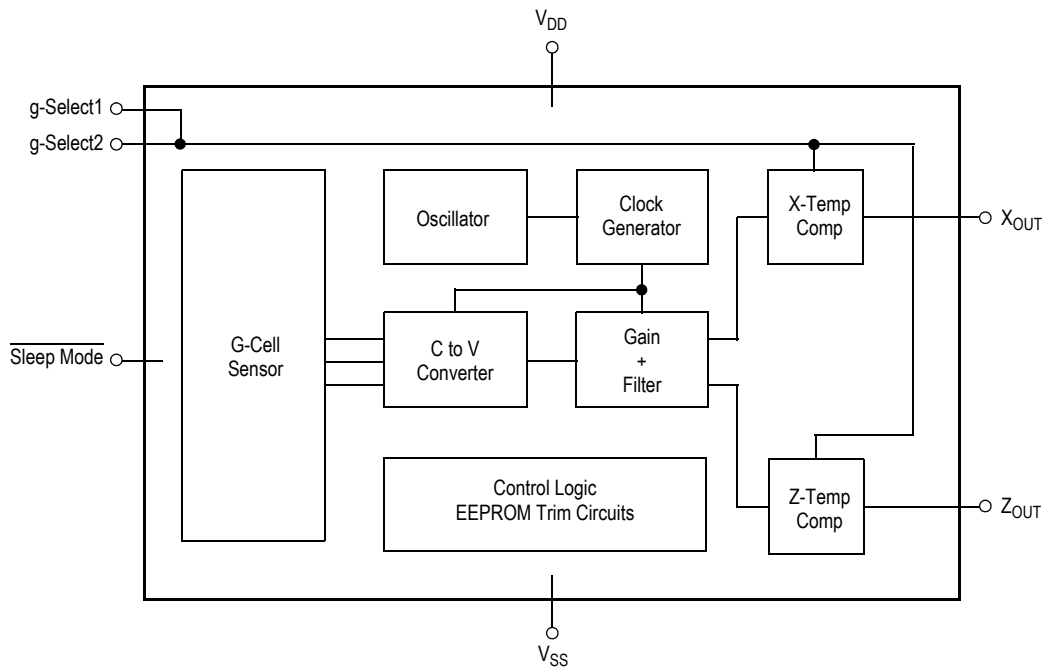 VDD
g-Select1
g-Select2
Oscillator
Clock
Generator
X-Temp
Comp
XOUT
Sleep Mode
G-Cell
Sensor
C to V
Converter
Gain
+
Filter
Control Logic
EEPROM Trim Circuits
Z-Temp
Comp
ZOUT
VSS